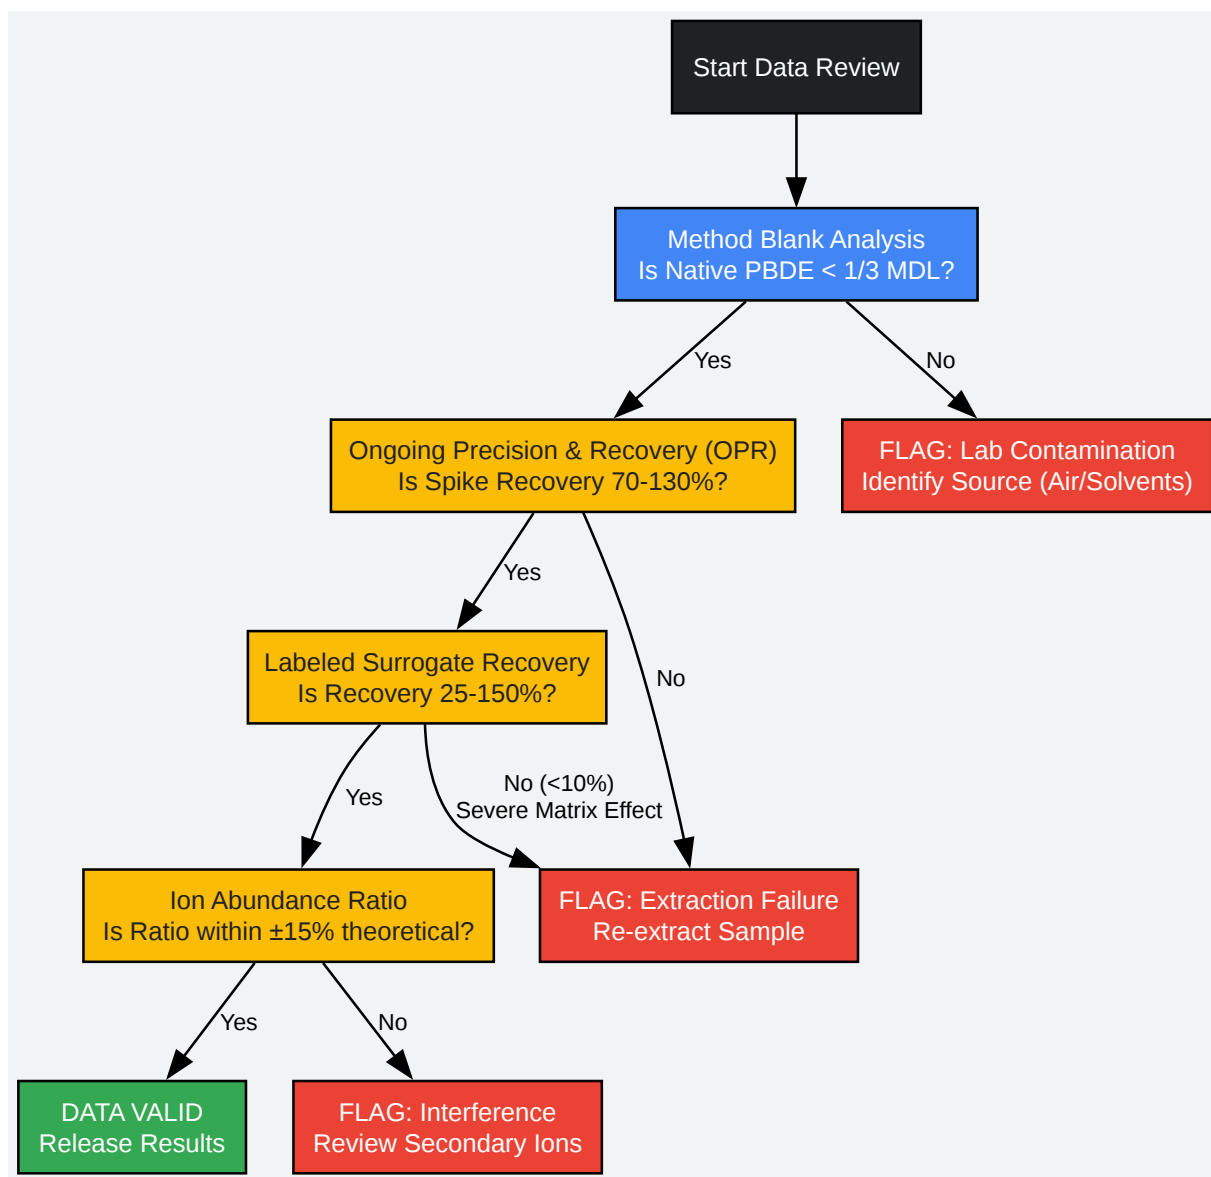 Start Data Review
Method Blank Analysis
Is Native PBDE < 1/3 MDL?
Yes
No
Ongoing Precision & Recovery (OPR)
Is Spike Recovery 70-130%?
FLAG: Lab Contamination
Identify Source (Air/Solvents)
Yes
No
Labeled Surrogate Recovery
Is Recovery 25-150%?
Yes
No (<10%)
Severe Matrix Effect
Ion Abundance Ratio
Is Ratio within ±15% theoretical?
FLAG: Extraction Failure
Re-extract Sample
Yes
No
DATA VALID
Release Results
FLAG: Interference
Review Secondary Ions